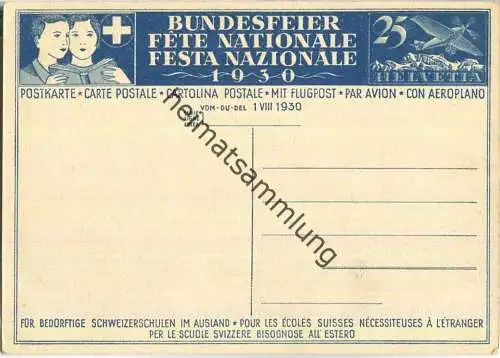 BUNDESFEIER
FÊTE NATIONALE
FESTA NAZIONALE
1930
25
HELVETIA
POSTKARTE ★ CARTE POSTALE ★ CARTOLINA POSTALE ★ MIT FLUGPOST ★ PAR AVION ★ CON AEROPLANO
VOM-DU-DEL 1 VIII 1930
heimatsammlung
FÜR BEDÜRFTIGE SCHWEIZERSCHULEN IM AUSLAND ★ POUR LES ÉCOLES SUISSES NÉCESSITEUSES À L'ÉTRANGER
PER LE SCUOLE SVIZZERE BISOGNOSE ALL'ESTERO